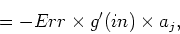 = −Err × g′(in) × a_j,